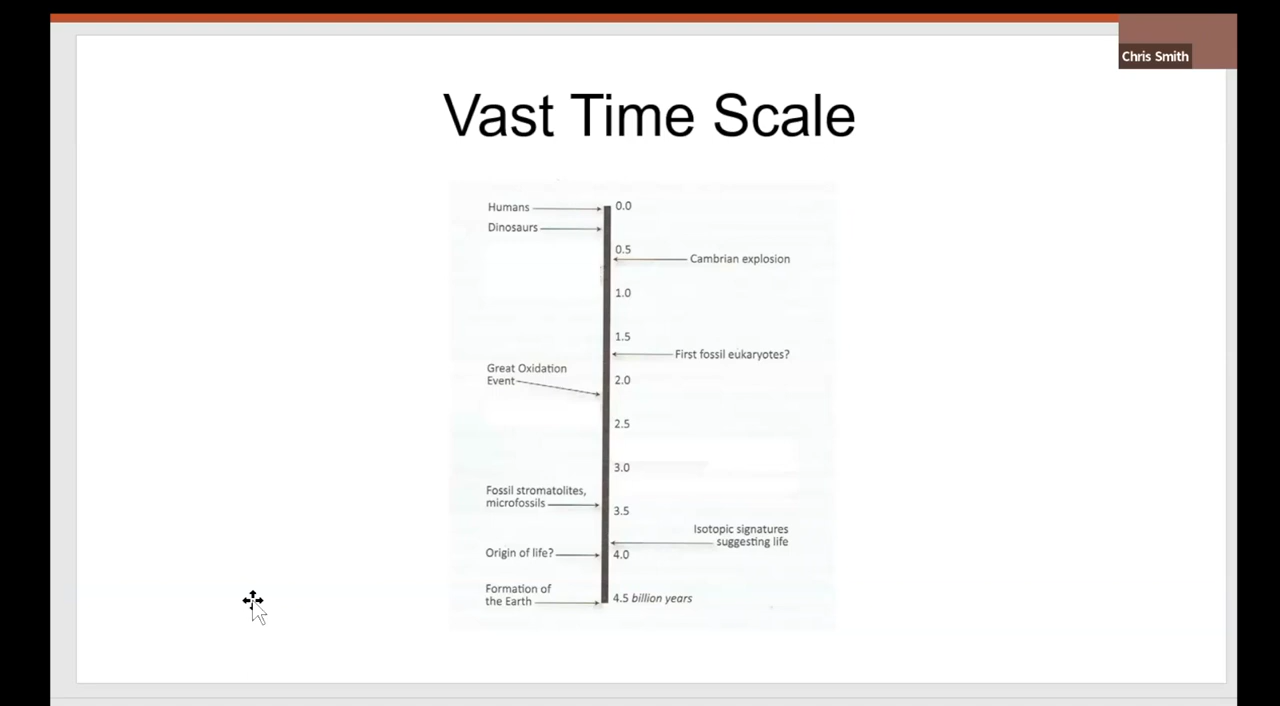 Chris Smith
Vast Time Scale
Humans
0.0
Dinosaurs
0.5
Cambrian explosion
1.0
1.5
First fossil eukaryotes?
Great Oxidation
Event
2.0
2.5
3.0
Fossil stromatolites,
microfossils
3.5
Isotopic signatures
suggesting life
Origin of life?
4.0
Formation of
the Earth
4.5 billion years